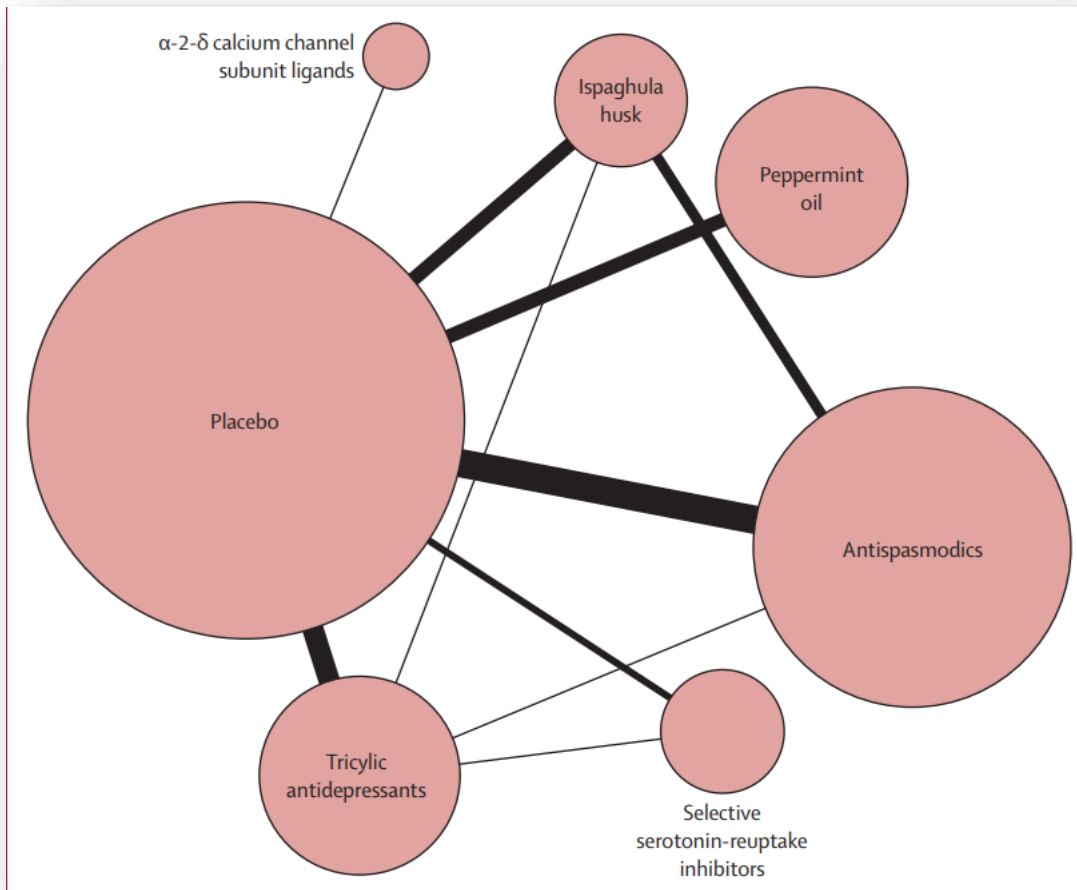 α-2-δ calcium channel
subunit ligands
Ispaghula
husk
Peppermint
oil
Placebo
Antispasmodics
Tricylic
antidepressants
Selective
serotonin-reuptake
inhibitors